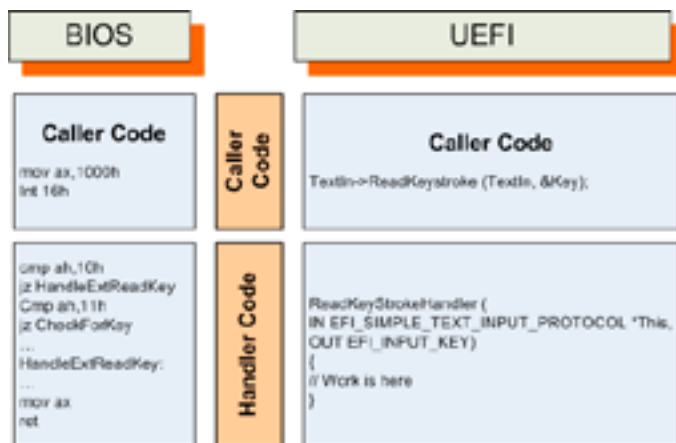 BIOS
UEFI
Caller Code
mov ax,1000h
Int 16h
Caller Code
Caller Code
TextIn->ReadKeystroke (TextIn, &Key);
cmp ah,10h
jz HandleExtReadKey
Cmp ah,11h
jz CheckForKey
...
HandleExtReadKey:
...
mov ax
ret
Handler Code
ReadKeyStrokeHandler (
IN EFI_SIMPLE_TEXT_INPUT_PROTOCOL *This,
OUT EFI_INPUT_KEY)
{
// Work is here
}